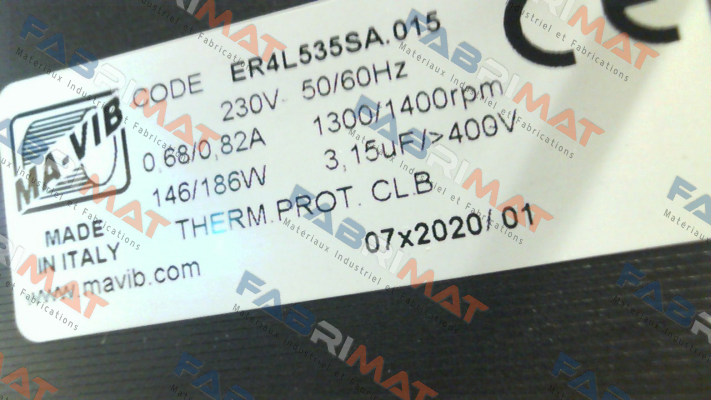 MA-VIB
CODE ER4L535SA.015
230V 50/60Hz
0,68/0,82A 1300/1400rpm
146/186W 3,15uF/>400V
THERM.PROT. CL.B
MADE
IN ITALY
07x2020/01
www.mavib.com
CE
FABRIMAT
Matériaux Industriel et Fabrications